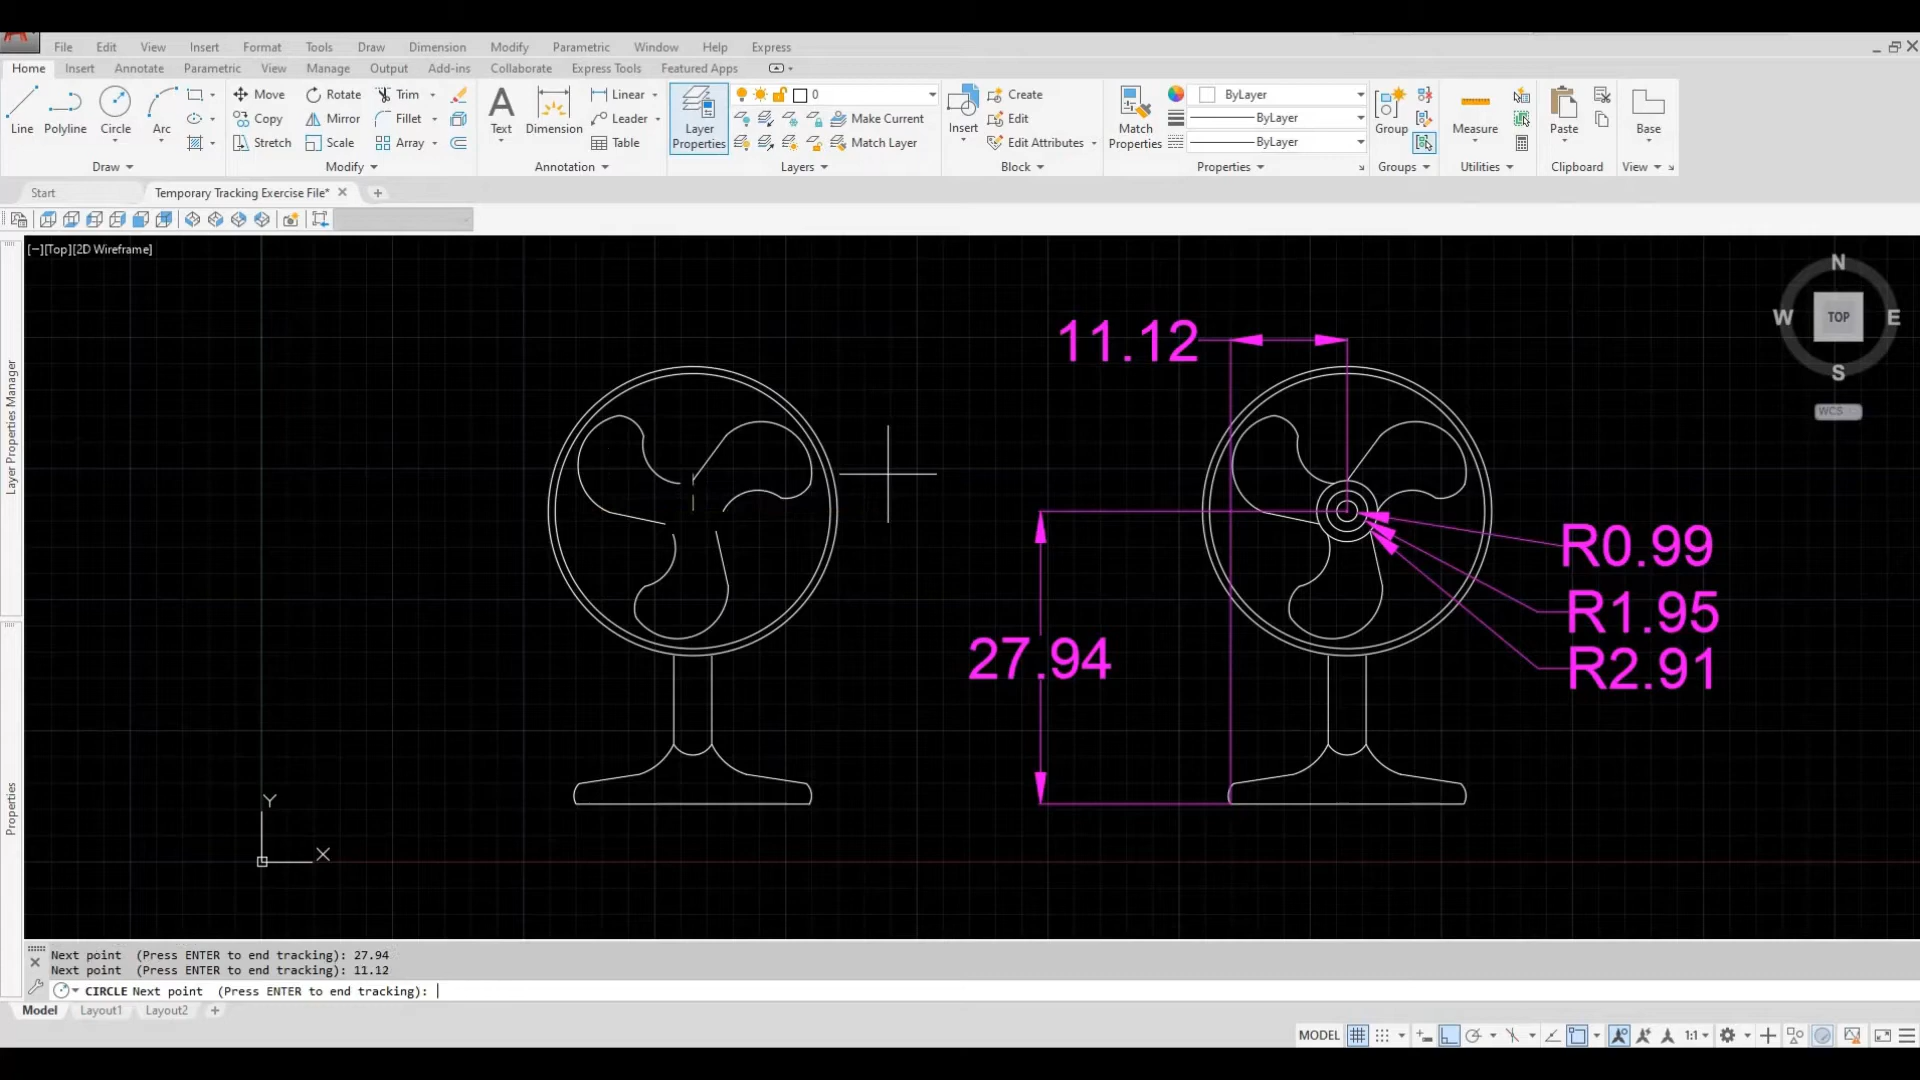 File Edit View Insert Format Tools Draw Dimension Modify Parametric Window Help Express
Home Insert Annotate Parametric View Manage Output Add-ins Collaborate Express Tools Featured Apps
Line Polyline Circle Arc
Move Rotate Trim
Copy Mirror Fillet
Stretch Scale Array
Text Dimension
Linear
Leader
Table
Layer Properties
0
Make Current
Match Layer
Insert
Create
Edit
Edit Attributes
Match Properties
ByLayer
ByLayer
ByLayer
Group
Measure
Paste
Base
Draw Modify Annotation Layers Block Properties Groups Utilities Clipboard View
Start Temporary Tracking Exercise File*
[−][Top][2D Wireframe]
Layer Properties Manager
Properties
N
W TOP E
S
WCS
11.12
R0.99
R1.95
27.94
R2.91
Y
X
Next point (Press ENTER to end tracking): 27.94
Next point (Press ENTER to end tracking): 11.12
CIRCLE Next point (Press ENTER to end tracking):
Model Layout1 Layout2
MODEL 1:1